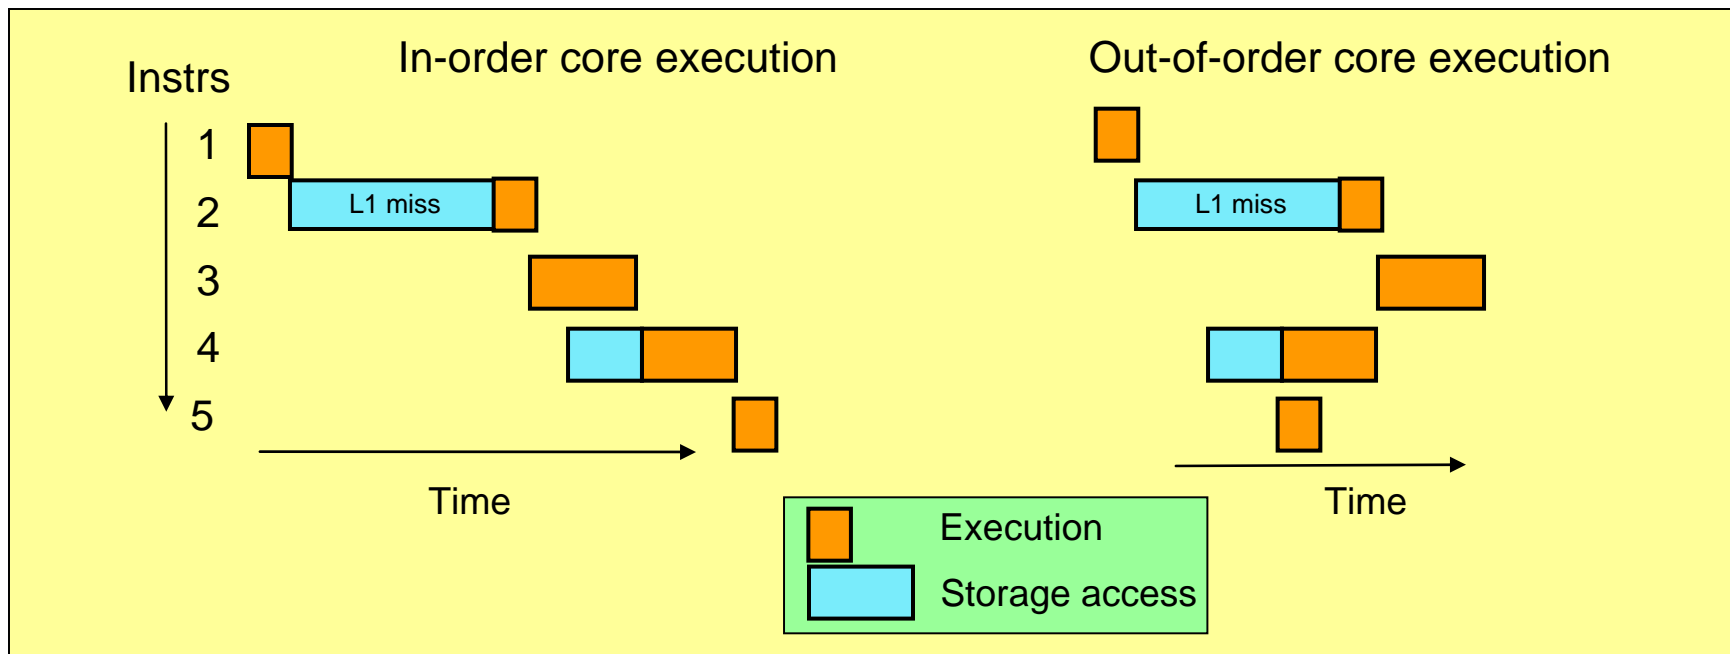 In-order core execution
Out-of-order core execution
Instrs
1
2
3
4
5
L1 miss
L1 miss
Time
Time
Execution
Storage access